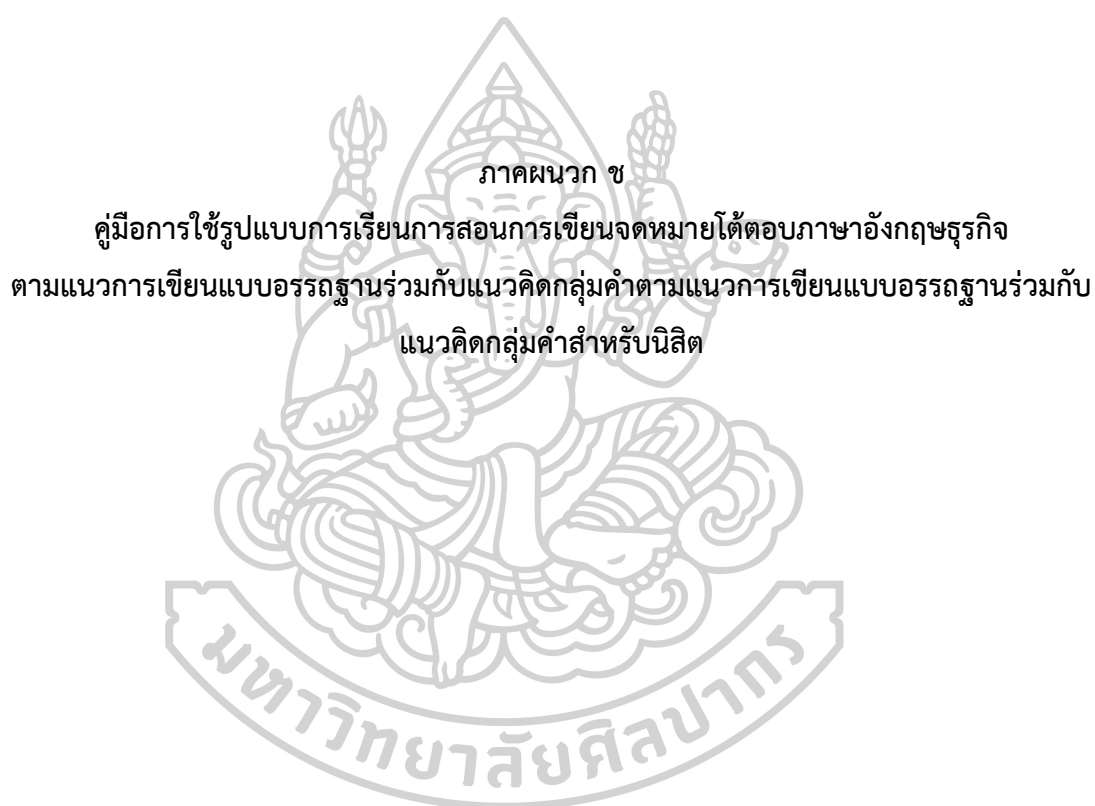 ภาคผนวก ช
คู่มือการใช้รูปแบบการเรียนการสอนการเขียนจดหมายโต้ตอบภาษาอังกฤษธุรกิจ
ตามแนวการเขียนแบบอรรถฐานร่วมกับแนวคิดกลุ่มคำตามแนวการเขียนแบบอรรถฐานร่วมกับ
แนวคิดกลุ่มคำสำหรับนิสิต
มหาวิทยาลัยศิลปากร